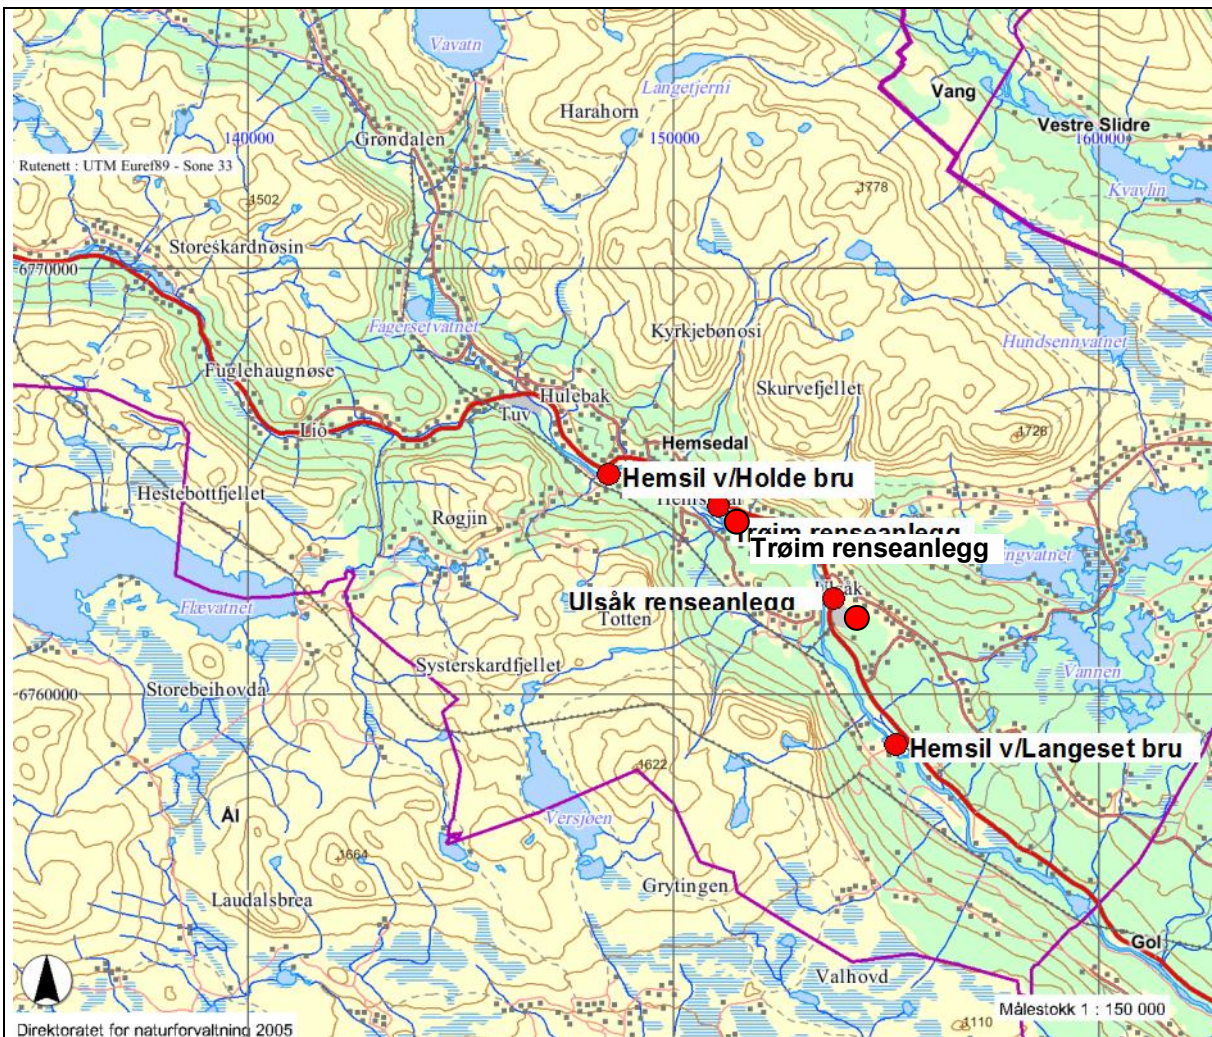 Vavatn
Langetjerni
Vang
Harahorn
Vestre Slidre
Grøndalen
140000
150000
160000
Rutenett : UTM Euref89 - Sone 33
1502
1778
Kvavlin
Storeskardnøsin
6770000
Fagersetvatnet
Kyrkjebønosi
Hundsennvatnet
Fuglehaugnøse
Skurvefjellet
Hulebak
Tuv
Lio
Hemsedal
1728
Hemsil v/Holde bru
Hestebottfjellet
Røgjin
Trøim renseanlegg
Trøim renseanlegg
Ulsåk
Ulsåk renseanlegg
Flævatnet
Totten
Systerskardfjellet
Vannen
Storebeihovda
6760000
Hemsil v/Langeset bru
1622
Versjøen
Ål
1664
Grytingen
Laudalsbrea
Gol
Valhovd
Målestokk 1 : 150 000
1110
Direktoratet for naturforvaltning 2005